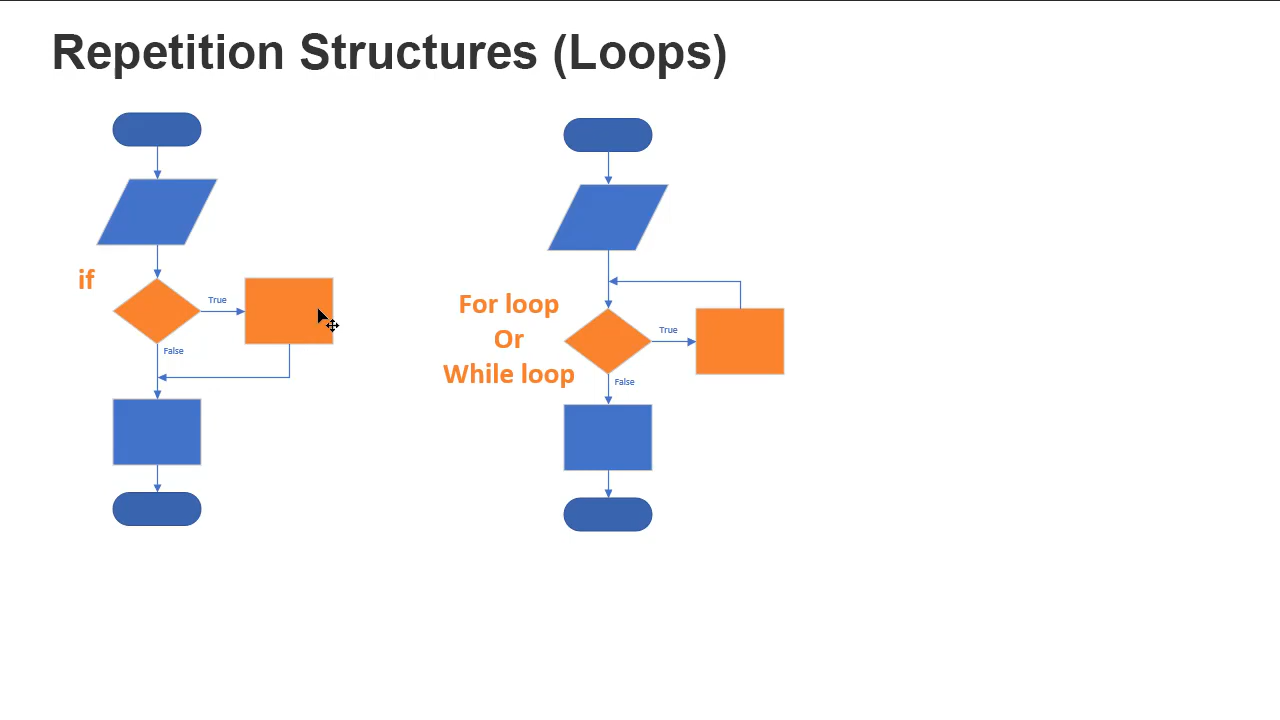 Repetition Structures (Loops)
if
True
False
For loop
Or
While loop
True
False